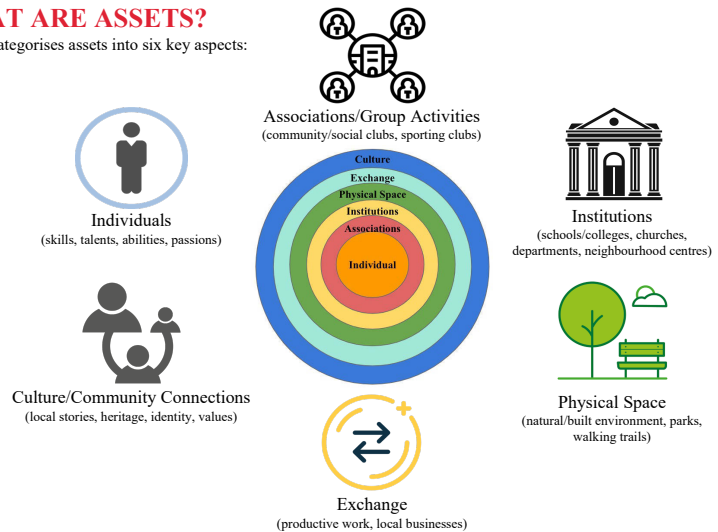 AT ARE ASSETS?
ategorises assets into six key aspects:
Associations/Group Activities
(community/social clubs, sporting clubs)
Individuals
(skills, talents, abilities, passions)
Culture
Exchange
Physical Space
Institutions
Associations
Individual
Institutions
(schools/colleges, churches,
departments, neighbourhood centres)
Culture/Community Connections
(local stories, heritage, identity, values)
Physical Space
(natural/built environment, parks,
walking trails)
Exchange
(productive work, local businesses)